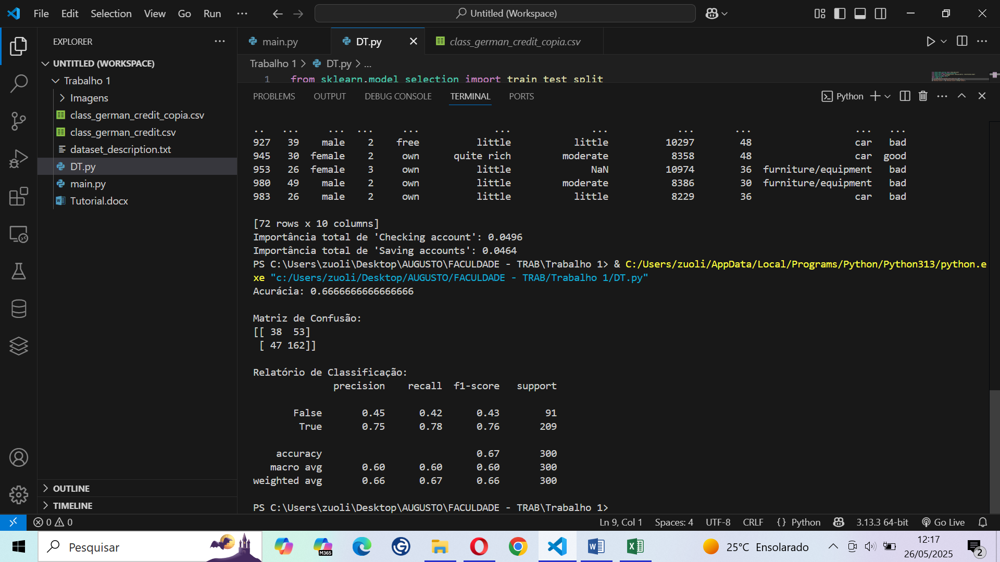 File Edit Selection View Go Run ··· Untitled (Workspace)
EXPLORER ···
UNTITLED (WORKSPACE)
Trabalho 1
Imagens
class_german_credit_copia.csv
class_german_credit.csv
dataset_description.txt
DT.py
main.py
Tutorial.docx
OUTLINE
TIMELINE
main.py DT.py class_german_credit_copia.csv
Trabalho 1 > DT.py > ...
1 from sklearn.model_selection import train_test_split
PROBLEMS OUTPUT DEBUG CONSOLE TERMINAL PORTS Python
.. ... ... ... ... ... ... ... ... ... ...
927 39 male 2 free little little 10297 48 car bad
945 30 female 2 own quite rich moderate 8358 48 car good
953 26 female 3 own little NaN 10974 36 furniture/equipment bad
980 49 male 2 own little moderate 8386 30 furniture/equipment bad
983 26 male 2 own little little 8229 36 car bad
[72 rows x 10 columns]
Importância total de 'Checking account': 0.0496
Importância total de 'Saving accounts': 0.0464
PS C:\Users\zuoli\Desktop\AUGUSTO\FACULDADE - TRAB\Trabalho 1> & C:/Users/zuoli/AppData/Local/Programs/Python/Python313/python.e
xe "c:/Users/zuoli/Desktop/AUGUSTO/FACULDADE - TRAB/Trabalho 1/DT.py"
Acurácia: 0.6666666666666666
Matriz de Confusão:
[[ 38 53]
[ 47 162]]
Relatório de Classificação:
precision recall f1-score support
False 0.45 0.42 0.43 91
True 0.75 0.78 0.76 209
accuracy 0.67 300
macro avg 0.60 0.60 0.60 300
weighted avg 0.66 0.67 0.66 300
PS C:\Users\zuoli\Desktop\AUGUSTO\FACULDADE - TRAB\Trabalho 1>
0 0 Ln 9, Col 1 Spaces: 4 UTF-8 CRLF {} Python 3.13.3 64-bit Go Live
Pesquisar M365 25°C Ensolarado 12:17
26/05/2025 2